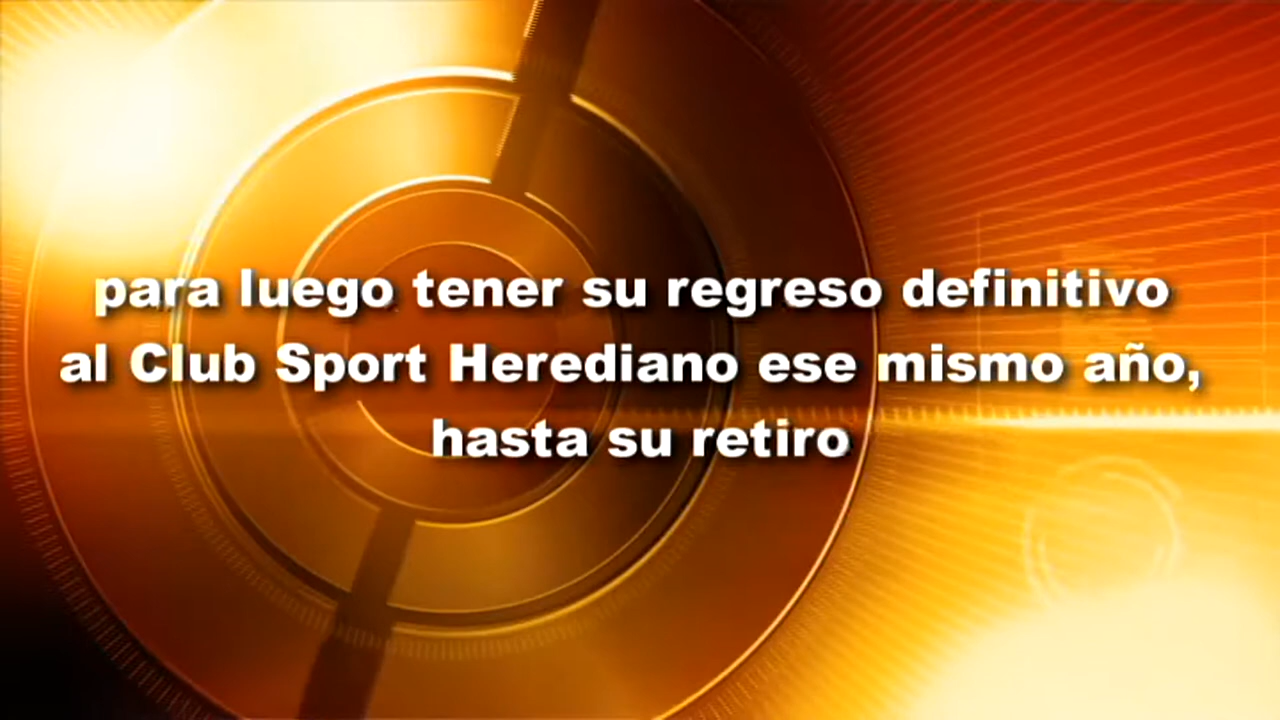 para luego tener su regreso definitivo
al Club Sport Herediano ese mismo año,
hasta su retiro